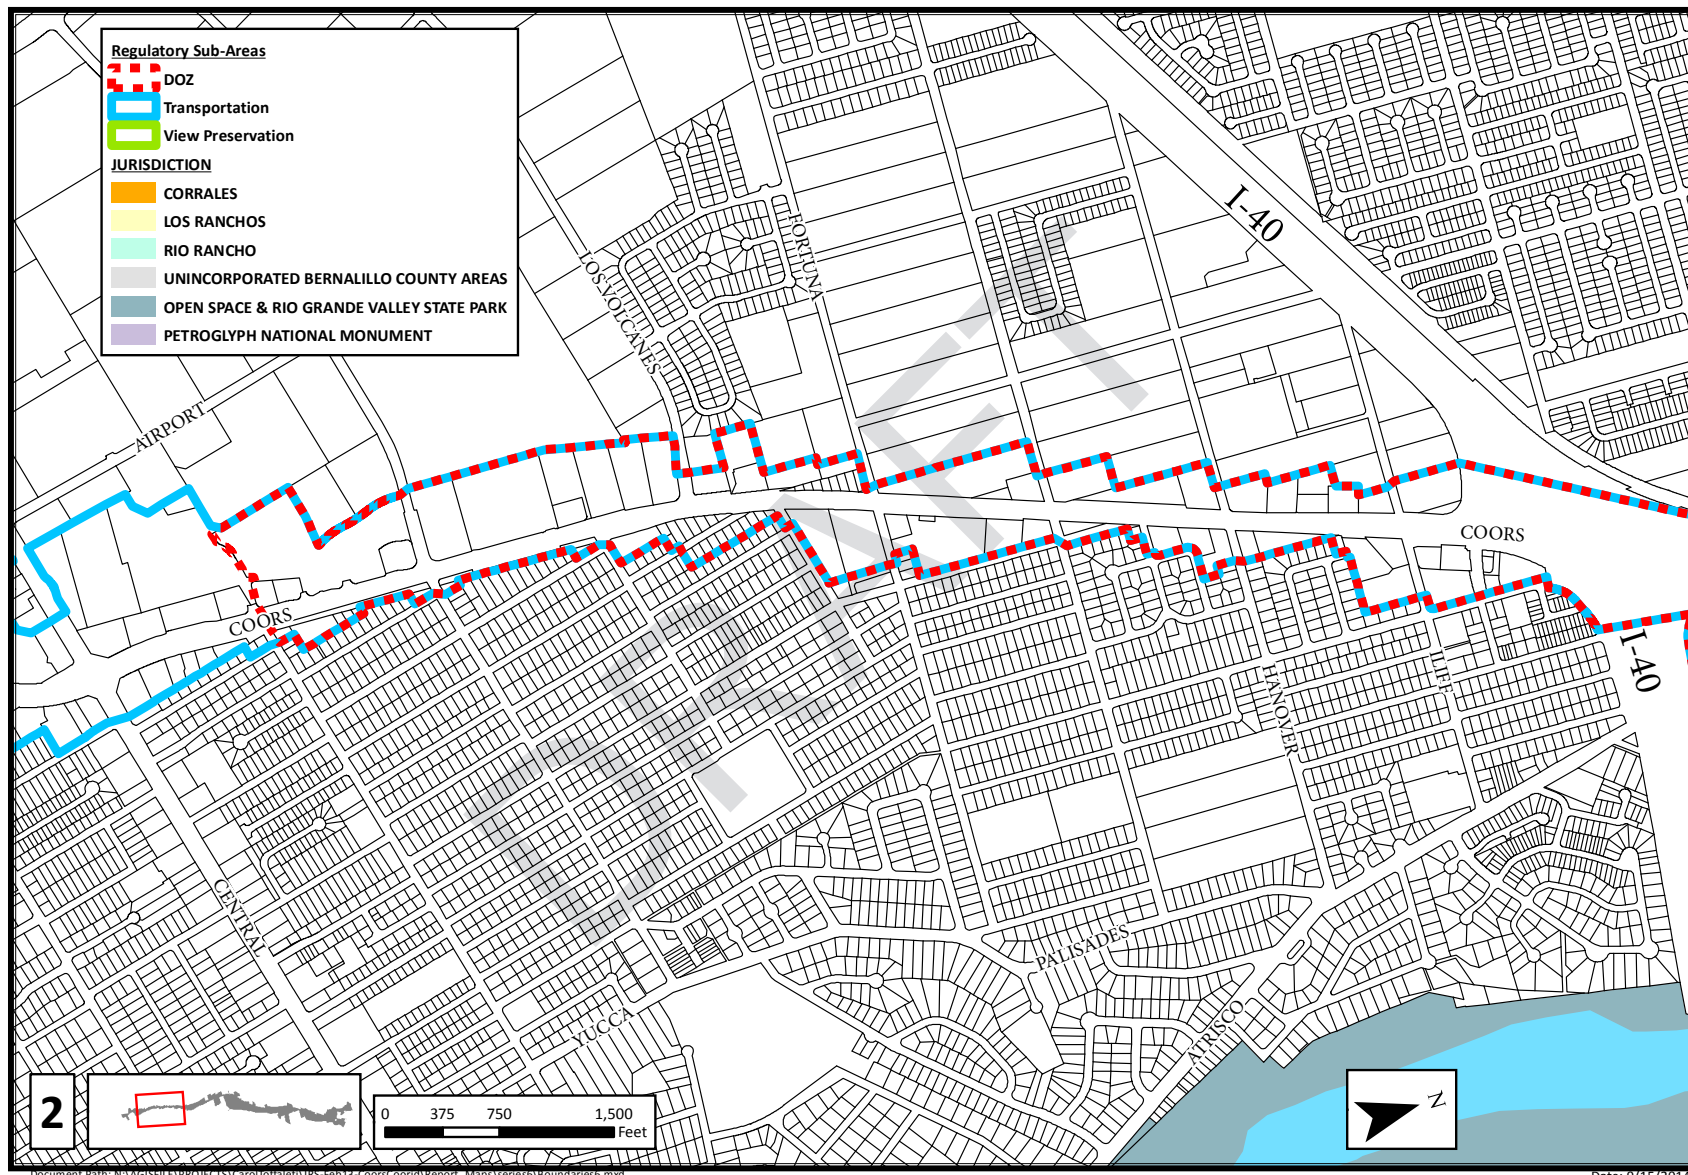 Regulatory Sub-Areas
DOZ
Transportation
View Preservation
JURISDICTION
CORRALES
LOS RANCHOS
RIO RANCHO
UNINCORPORATED BERNALILLO COUNTY AREAS
OPEN SPACE & RIO GRANDE VALLEY STATE PARK
PETROGLYPH NATIONAL MONUMENT
I-40
FORTUNA
LOS VOLCANES
AIRPORT
DRAFT
COORS
COORS
I-40
ILIFF
HANOVER
CENTRAL
PALISADES
YUCCA
ATRISCO
2
0 375 750 1,500
Feet
N